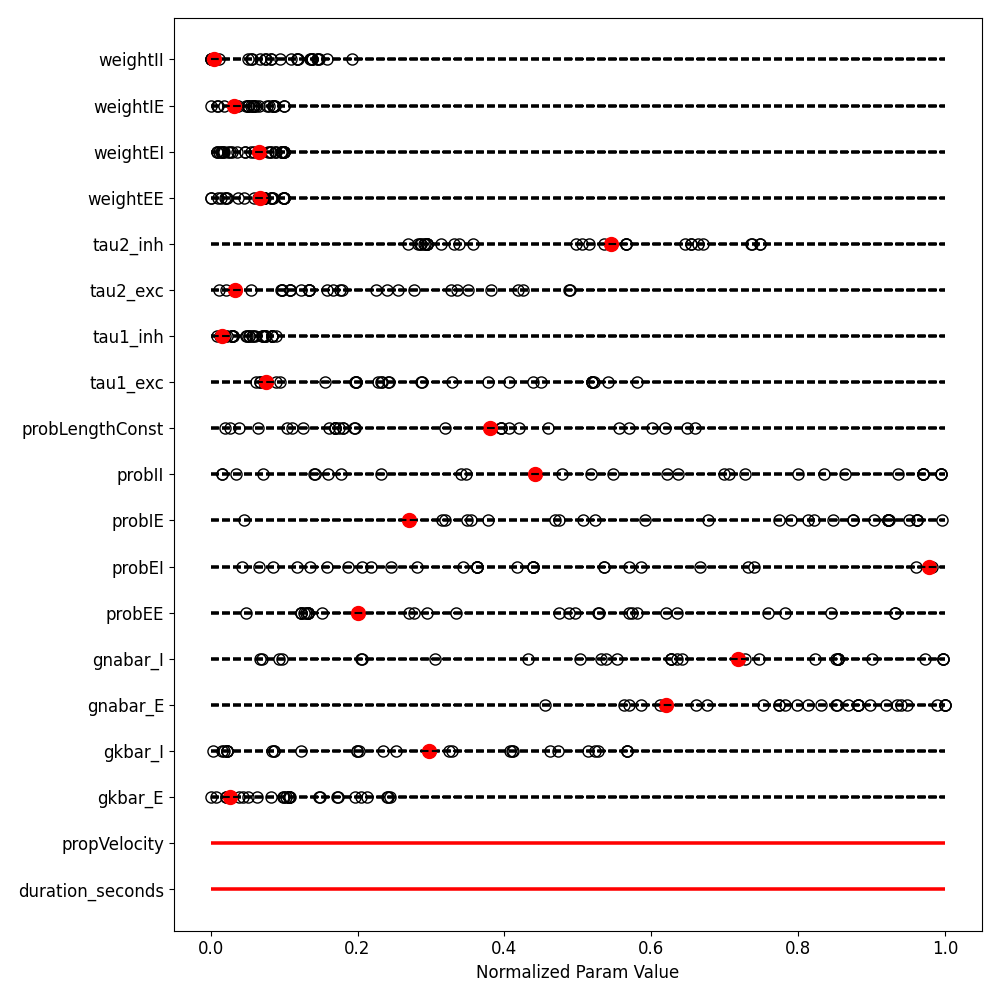 weightII
weightIE
weightEI
weightEE
tau2_inh
tau2_exc
tau1_inh
tau1_exc
probLengthConst
probII
probIE
probEI
probEE
gnabar_I
gnabar_E
gkbar_I
gkbar_E
propVelocity
duration_seconds
0.0 0.2 0.4 0.6 0.8 1.0
Normalized Param Value